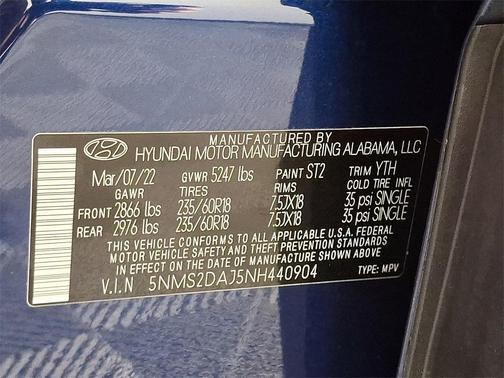 MANUFACTURED BY
HYUNDAI MOTOR MANUFACTURING ALABAMA, LLC
Mar/07/22 GVWR 5247 lbs PAINT ST2 TRIM YTH
GAWR TIRES RIMS COLD TIRE INFL
FRONT 2866 lbs 235/60R18 7.5JX18 35 psi SINGLE
REAR 2976 lbs 235/60R18 7.5JX18 35 psi SINGLE
THIS VEHICLE CONFORMS TO ALL APPLICABLE U.S.A. FEDERAL
MOTOR VEHICLE SAFETY AND THEFT PREVENTION STANDARDS
IN EFFECT ON THE DATE OF MANUFACTURE SHOWN ABOVE
V.I.N 5NMS2DAJ5NH440904 TYPE: MPV